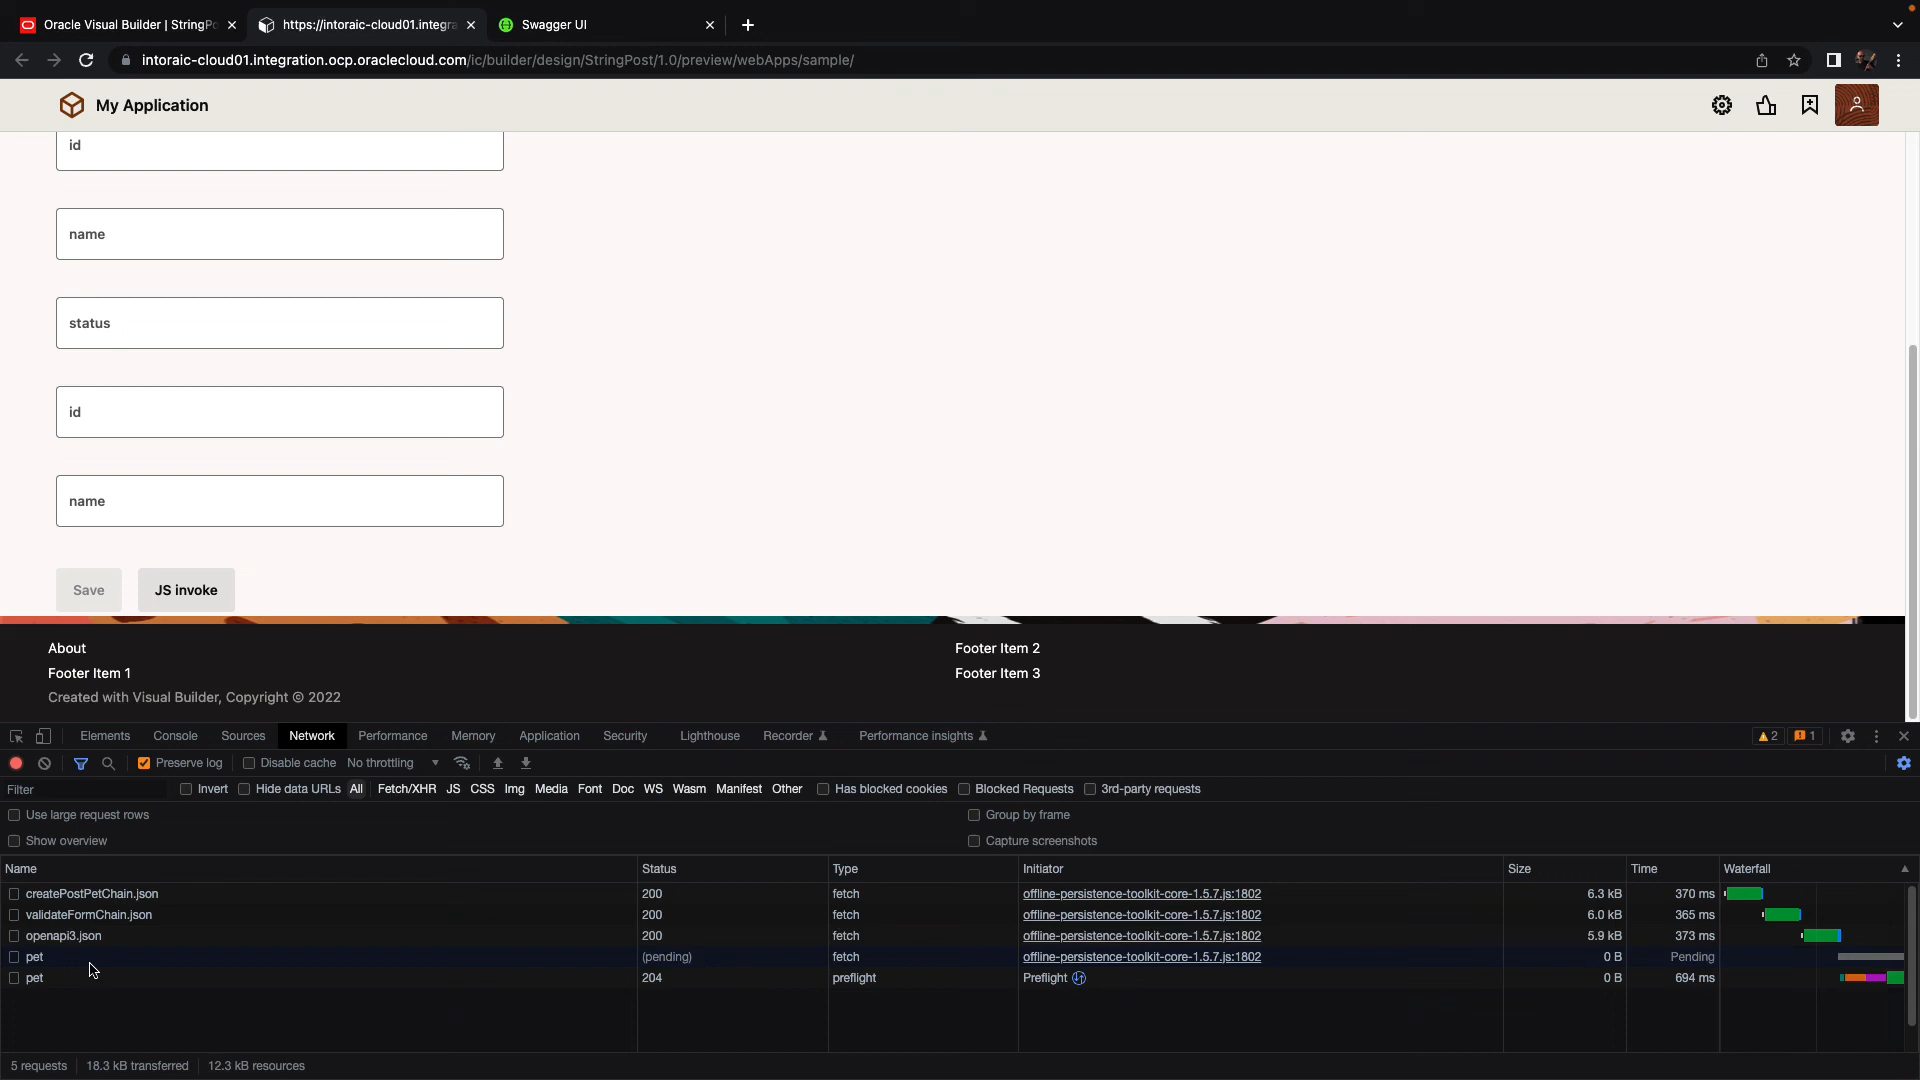 Oracle Visual Builder | StringPo
https://intoraic-cloud01.integra
Swagger UI
intoraic-cloud01.integration.ocp.oraclecloud.com/ic/builder/design/StringPost/1.0/preview/webApps/sample/
My Application
id
name
status
id
name
Save JS invoke
About Footer Item 2
Footer Item 1 Footer Item 3
Created with Visual Builder, Copyright © 2022
Elements Console Sources Network Performance Memory Application Security Lighthouse Recorder Performance insights 2 1
Preserve log Disable cache No throttling
Filter Invert Hide data URLs All Fetch/XHR JS CSS Img Media Font Doc WS Wasm Manifest Other Has blocked cookies Blocked Requests 3rd-party requests
Use large request rows Group by frame
Show overview Capture screenshots
Name Status Type Initiator Size Time Waterfall
createPostPetChain.json 200 fetch offline-persistence-toolkit-core-1.5.7.js:1802 6.3 kB 370 ms
validateFormChain.json 200 fetch offline-persistence-toolkit-core-1.5.7.js:1802 6.0 kB 365 ms
openapi3.json 200 fetch offline-persistence-toolkit-core-1.5.7.js:1802 5.9 kB 373 ms
pet (pending) fetch offline-persistence-toolkit-core-1.5.7.js:1802 0 B Pending
pet 204 preflight Preflight 0 B 694 ms
5 requests 18.3 kB transferred 12.3 kB resources